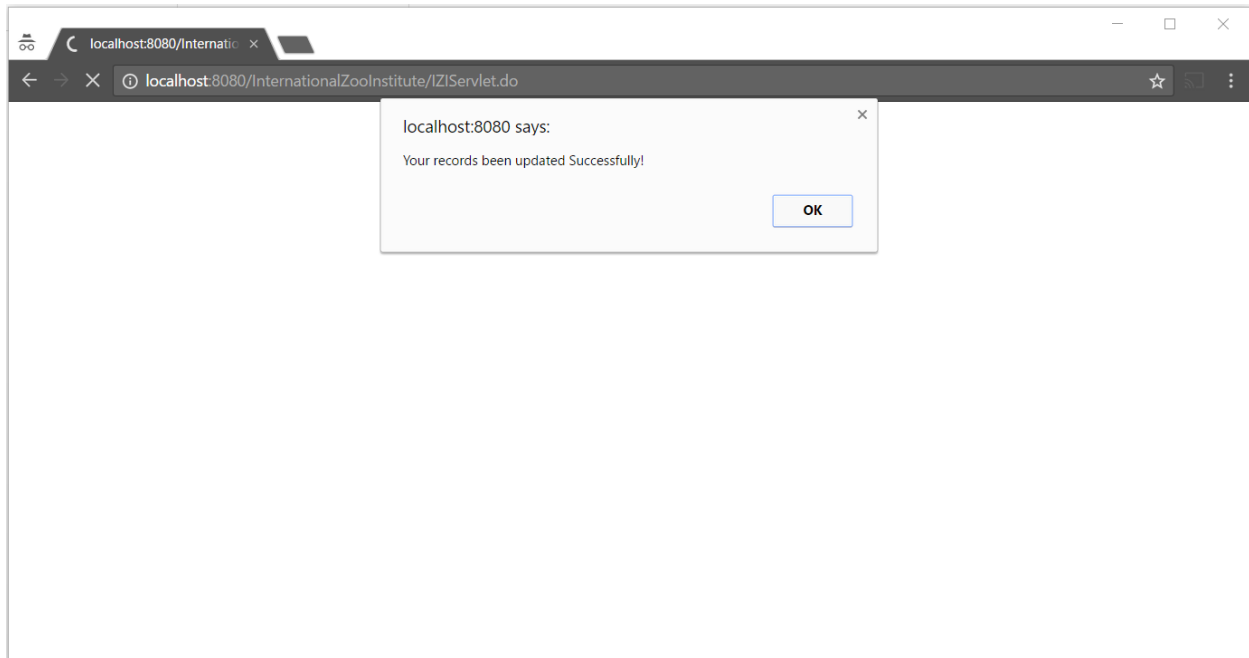 localhost:8080/Internatio
localhost:8080/InternationalZooInstitute/IZIServlet.do
localhost:8080 says:
Your records been updated Successfully!
OK